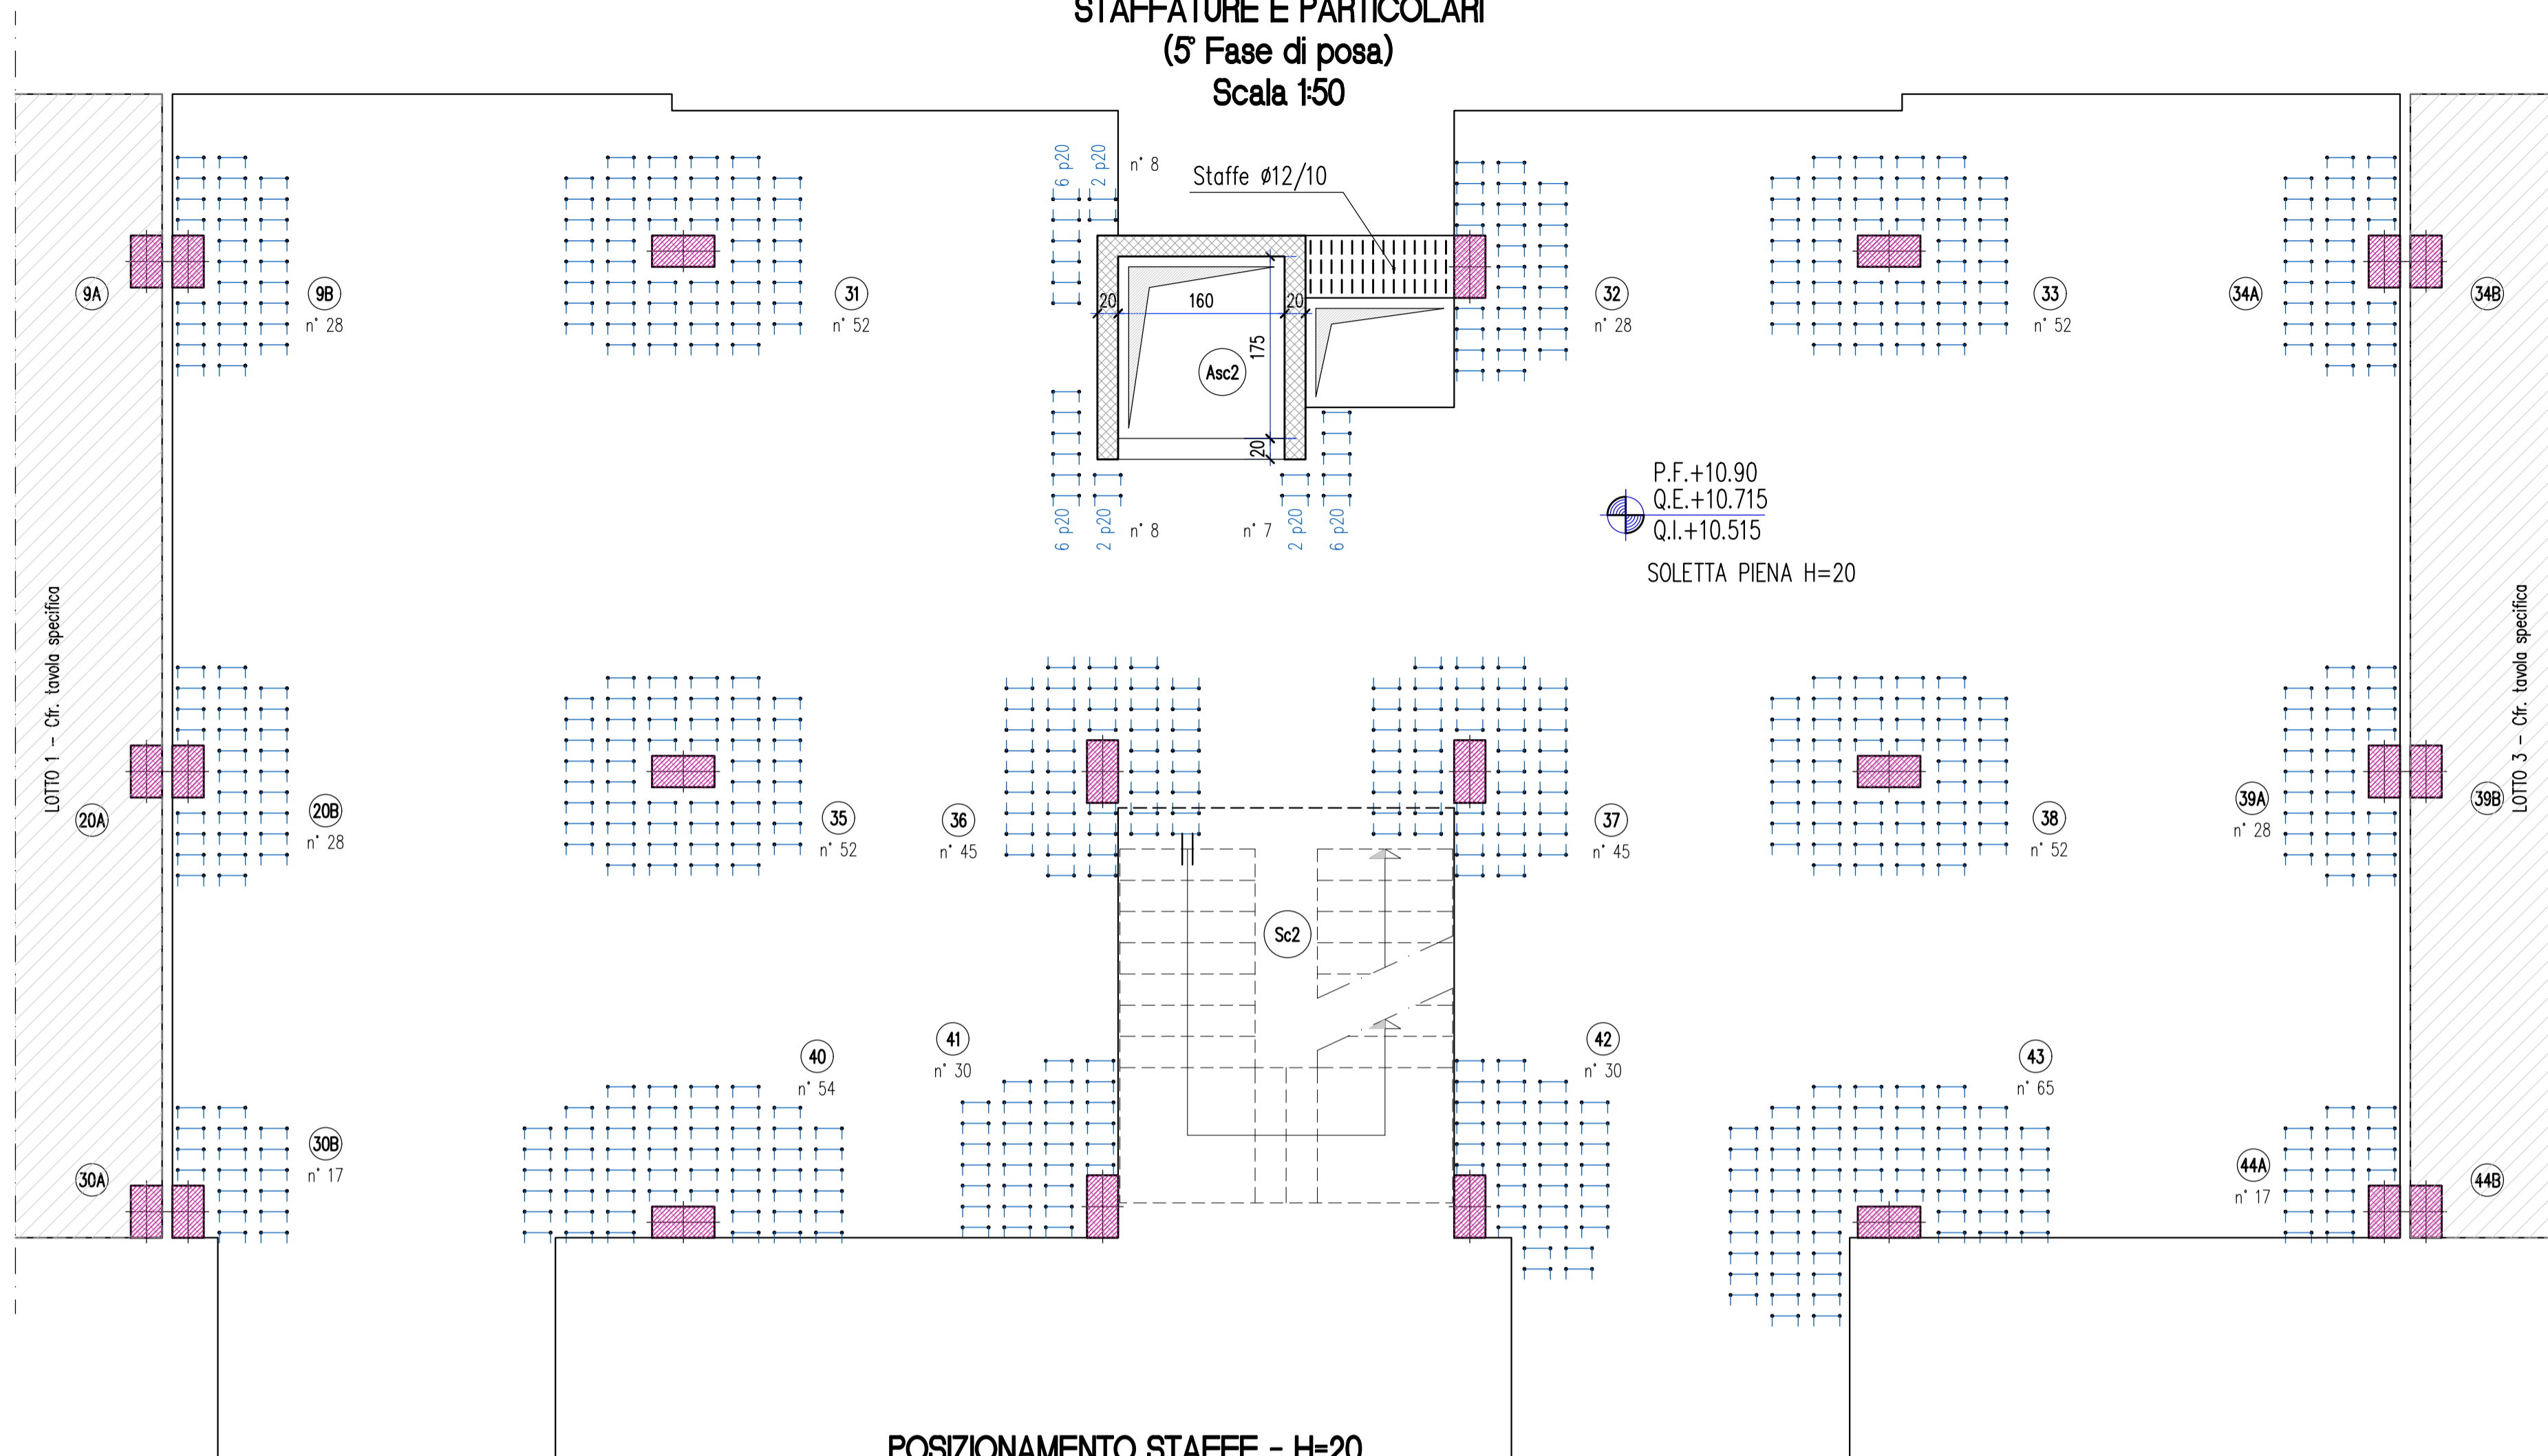 STAFFATURE E PARTICOLARI
(5° Fase di posa)
Scala 1:50
6 p20
2 p20
n° 8
Staffe ø12/10
9A
9B
n° 28
31
n° 52
20
160
20
175
Asc2
20
32
n° 28
33
n° 52
34A
34B
6 p20
2 p20
n° 8
n° 7
2 p20
6 p20
P.F.+10.90
Q.E.+10.715
Q.I.+10.515
SOLETTA PIENA H=20
LOTTO 1 - Cfr. tavola specifica
LOTTO 3 - Cfr. tavola specifica
20A
20B
n° 28
35
n° 52
36
n° 45
37
n° 45
38
n° 52
39A
n° 28
39B
Sc2
40
n° 54
41
n° 30
42
n° 30
43
n° 65
30A
30B
n° 17
44A
n° 17
44B
POSIZIONAMENTO STAFFE - H=20